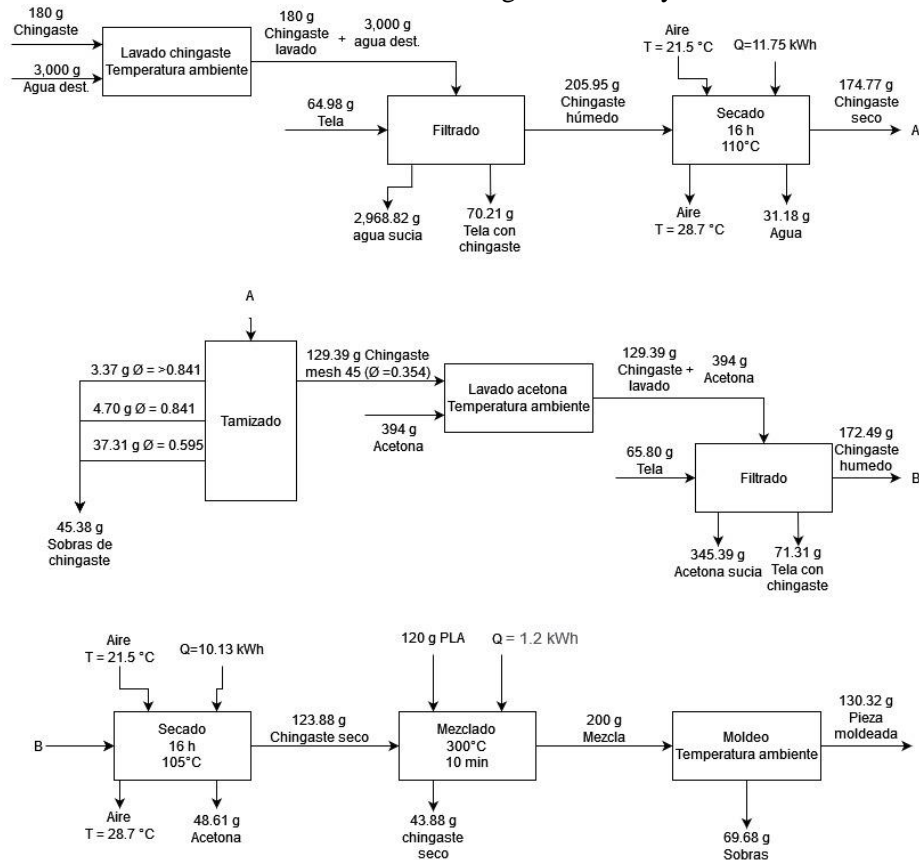 180 g
Chingaste
3,000 g
Agua dest.
Lavado chingaste
Temperatura ambiente
180 g
Chingaste
lavado
+
3,000 g
agua dest.
64.98 g
Tela
Filtrado
2,968.82 g
agua sucia
70.21 g
Tela con
chingaste
205.95 g
Chingaste
húmedo
Aire
T = 21.5 °C
Q=11.75 kWh
Secado
16 h
110°C
Aire
T = 28.7 °C
31.18 g
Agua
174.77 g
Chingaste
seco
A
A
3.37 g Ø = >0.841
4.70 g Ø = 0.841
37.31 g Ø = 0.595
45.38 g
Sobras de
chingaste
Tamizado
129.39 g Chingaste
mesh 45 (Ø =0.354)
394 g
Acetona
Lavado acetona
Temperatura ambiente
129.39 g
Chingaste +
lavado
394 g
Acetona
65.80 g
Tela
Filtrado
345.39 g
Acetona sucia
71.31 g
Tela con
chingaste
172.49 g
Chingaste
humedo
B
B
Aire
T = 21.5 °C
Q=10.13 kWh
Secado
16 h
105°C
Aire
T = 28.7 °C
48.61 g
Acetona
123.88 g
Chingaste seco
120 g PLA
Q = 1.2 kWh
Mezclado
300°C
10 min
43.88 g
chingaste
seco
200 g
Mezcla
Moldeo
Temperatura ambiente
69.68 g
Sobras
130.32 g
Pieza
moldeada